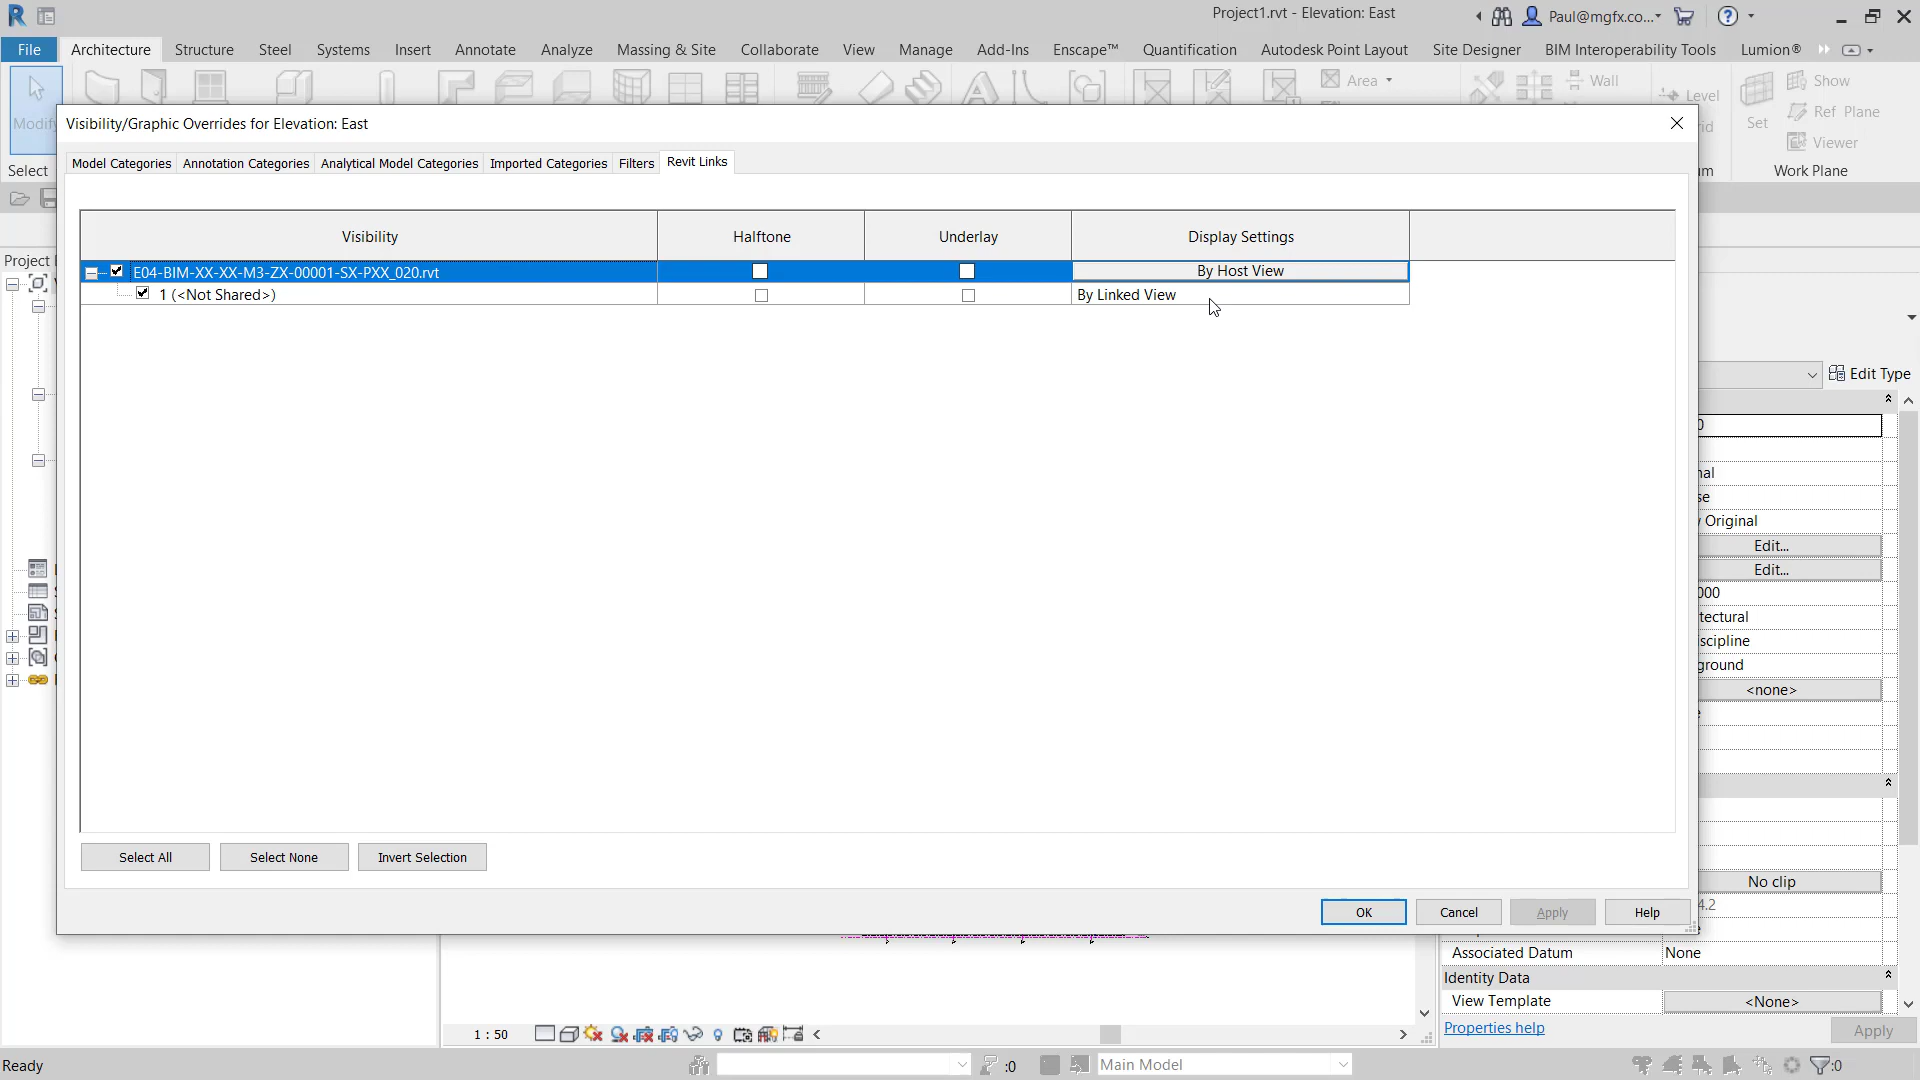 Project1.rvt - Elevation: East
Paul@mgfx.co...
File
Architecture
Structure
Steel
Systems
Insert
Annotate
Analyze
Massing & Site
Collaborate
View
Manage
Add-Ins
Enscape™
Quantification
Autodesk Point Layout
Site Designer
BIM Interoperability Tools
Lumion®
Area
Wall
Level
Set
Show
Ref Plane
Viewer
Work Plane
Select
Visibility/Graphic Overrides for Elevation: East
Model Categories
Annotation Categories
Analytical Model Categories
Imported Categories
Filters
Revit Links
Visibility
Halftone
Underlay
Display Settings
E04-BIM-XX-XX-M3-ZX-00001-SX-PXX_020.rvt
By Host View
1 (<Not Shared>)
By Linked View
Select All
Select None
Invert Selection
OK
Cancel
Apply
Help
Project
Edit Type
Original
Edit...
Edit...
<none>
No clip
Associated Datum
None
Identity Data
View Template
<None>
Properties help
Apply
1 : 50
Ready
:0
Main Model
:0